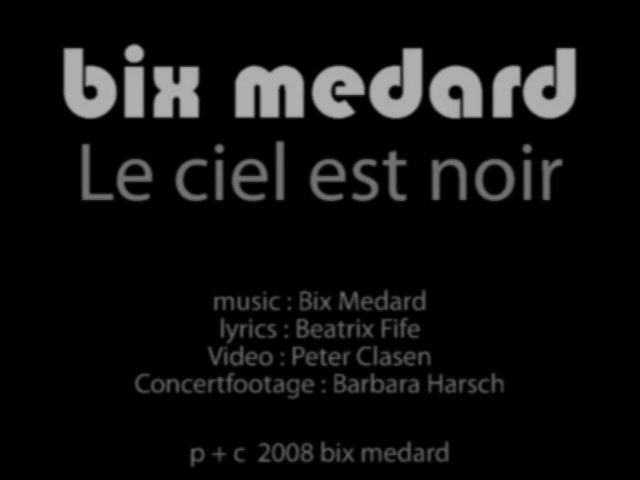 bix medard
Le ciel est noir
music : Bix Medard
lyrics : Beatrix Fife
Video : Peter Clasen
Concertfootage : Barbara Harsch
p + c 2008 bix medard